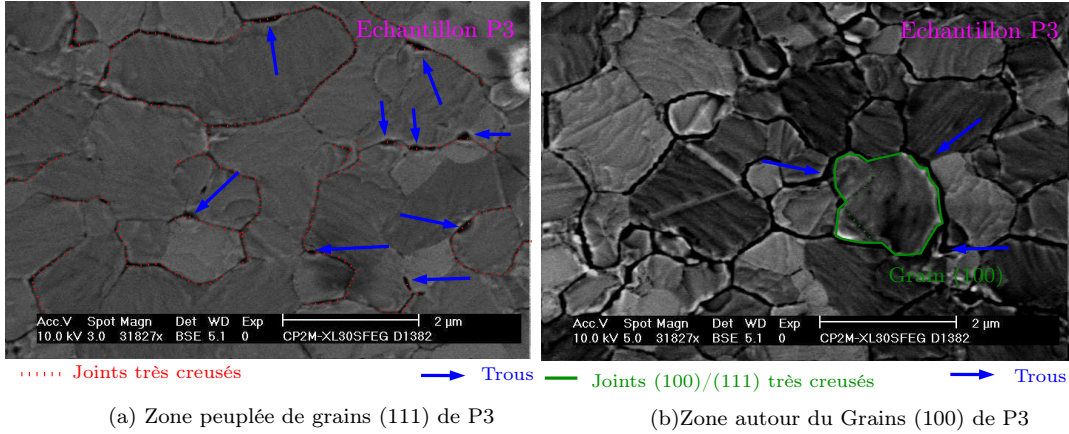 Echantillon P3
Acc.V Spot Magn Det WD Exp 2 µm
10.0 kV 3.0 31827x BSE 5.1 0 CP2M-XL30SFEG D1382
Joints très creusés
Trous
(a) Zone peuplée de grains (111) de P3
Echantillon P3
Grain (100)
Acc.V Spot Magn Det WD Exp 2 µm
10.0 kV 5.0 31827x BSE 5.1 0 CP2M-XL30SFEG D1382
Joints (100)/(111) très creusés
Trous
(b)Zone autour du Grains (100) de P3